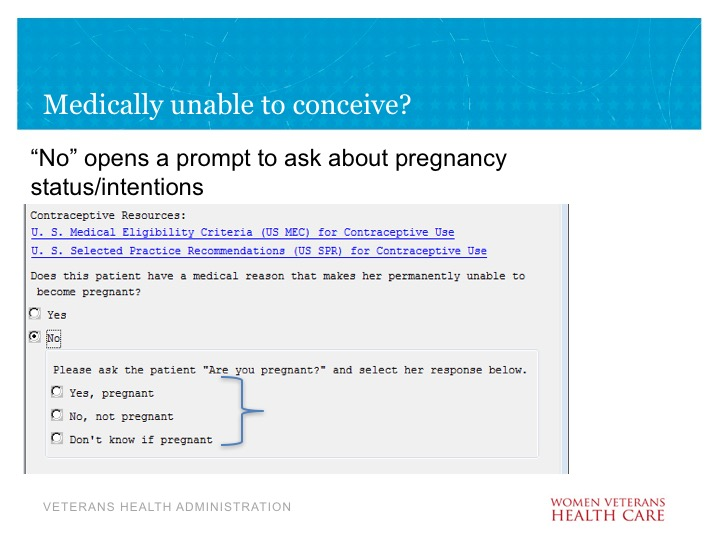 Medically unable to conceive?
“No” opens a prompt to ask about pregnancy
status/intentions
Contraceptive Resources:
U. S. Medical Eligibility Criteria (US MEC) for Contraceptive Use
U. S. Selected Practice Recommendations (US SPR) for Contraceptive Use
Does this patient have a medical reason that makes her permanently unable to
become pregnant?
Yes
No
Please ask the patient "Are you pregnant?" and select her response below.
Yes, pregnant
No, not pregnant
Don't know if pregnant
VETERANS HEALTH ADMINISTRATION
WOMEN VETERANS
HEALTH CARE